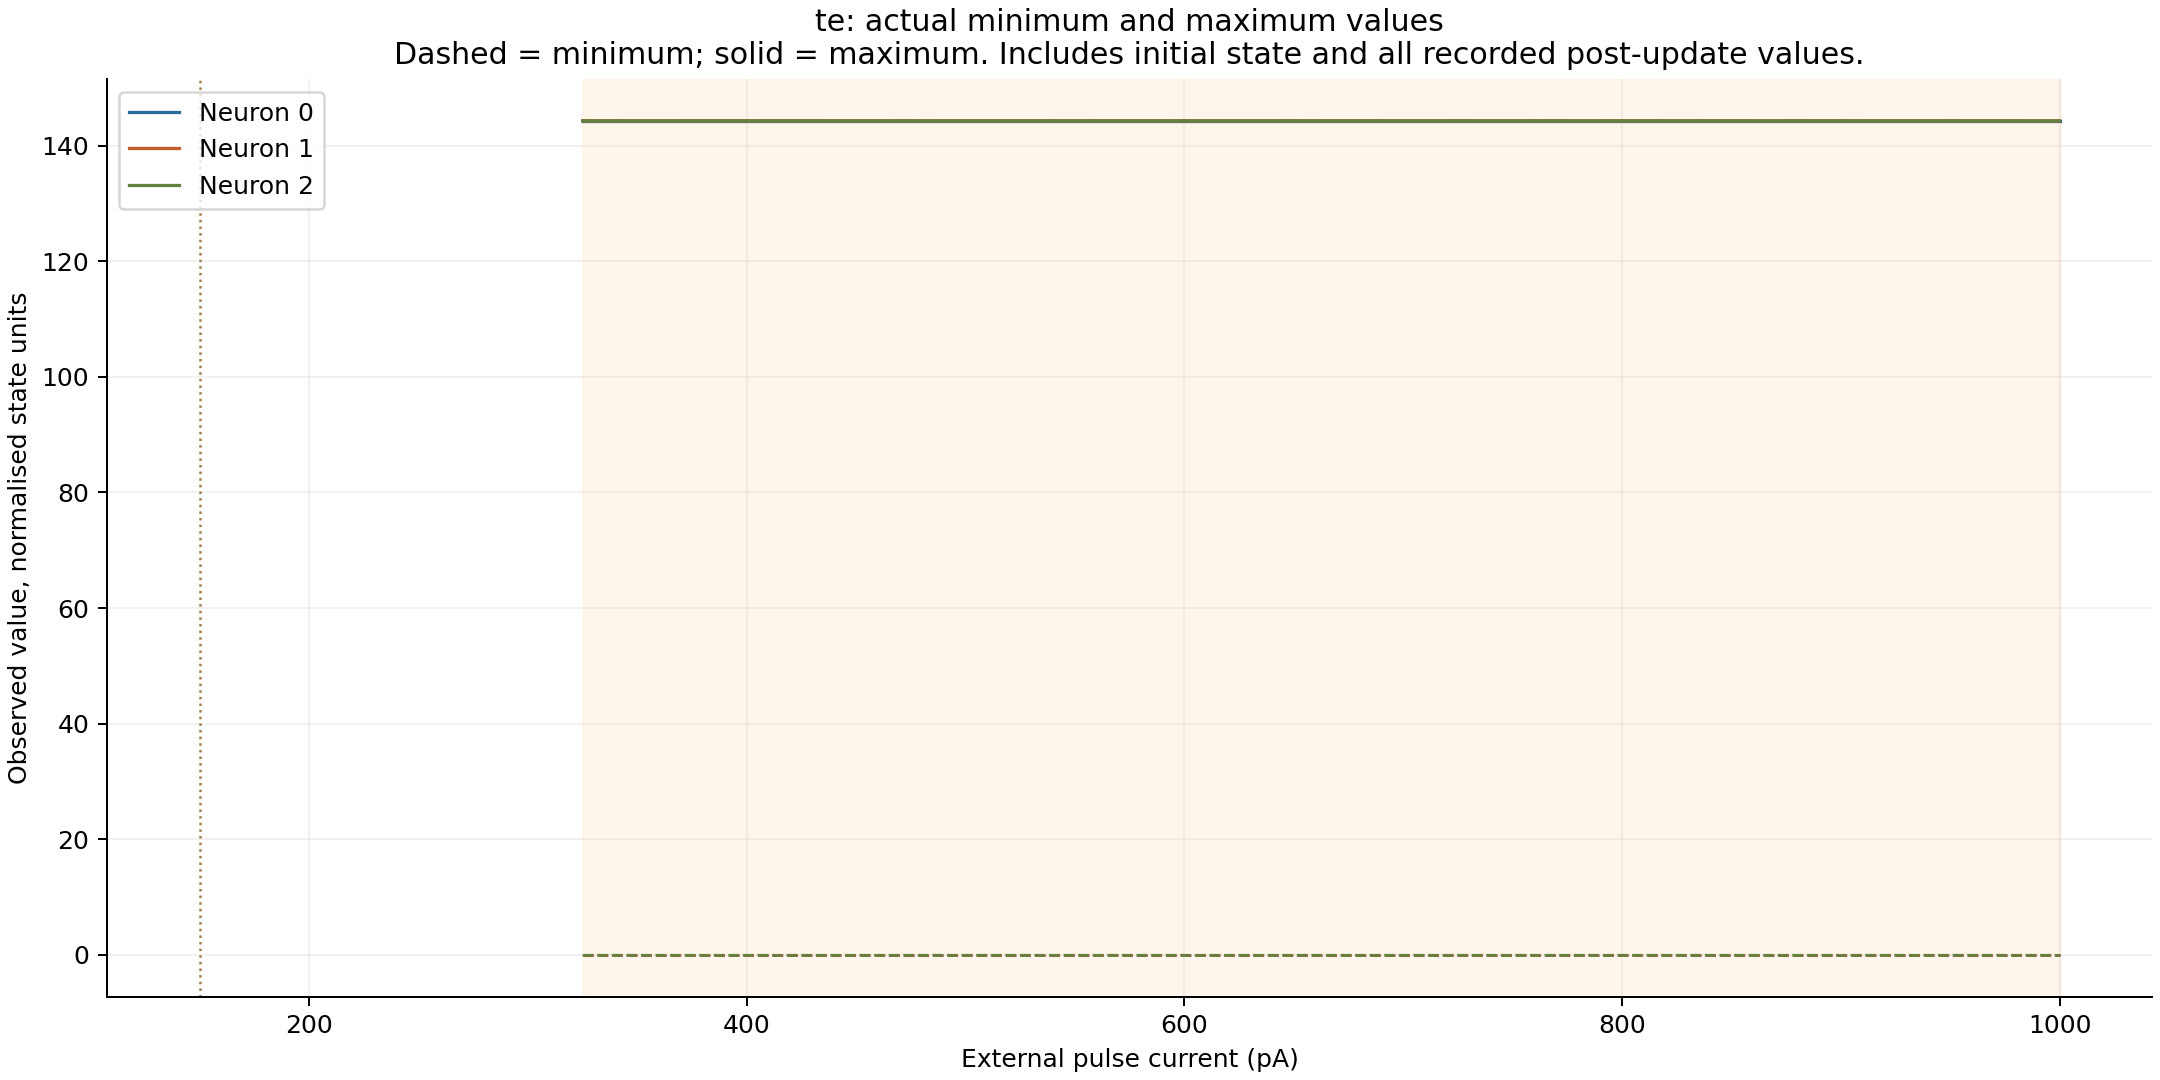 te: actual minimum and maximum values
Dashed = minimum; solid = maximum. Includes initial state and all recorded post-update values.
Neuron 0
Neuron 1
Neuron 2
140
120
100
80
60
40
20
0
Observed value, normalised state units
200
400
600
800
1000
External pulse current (pA)